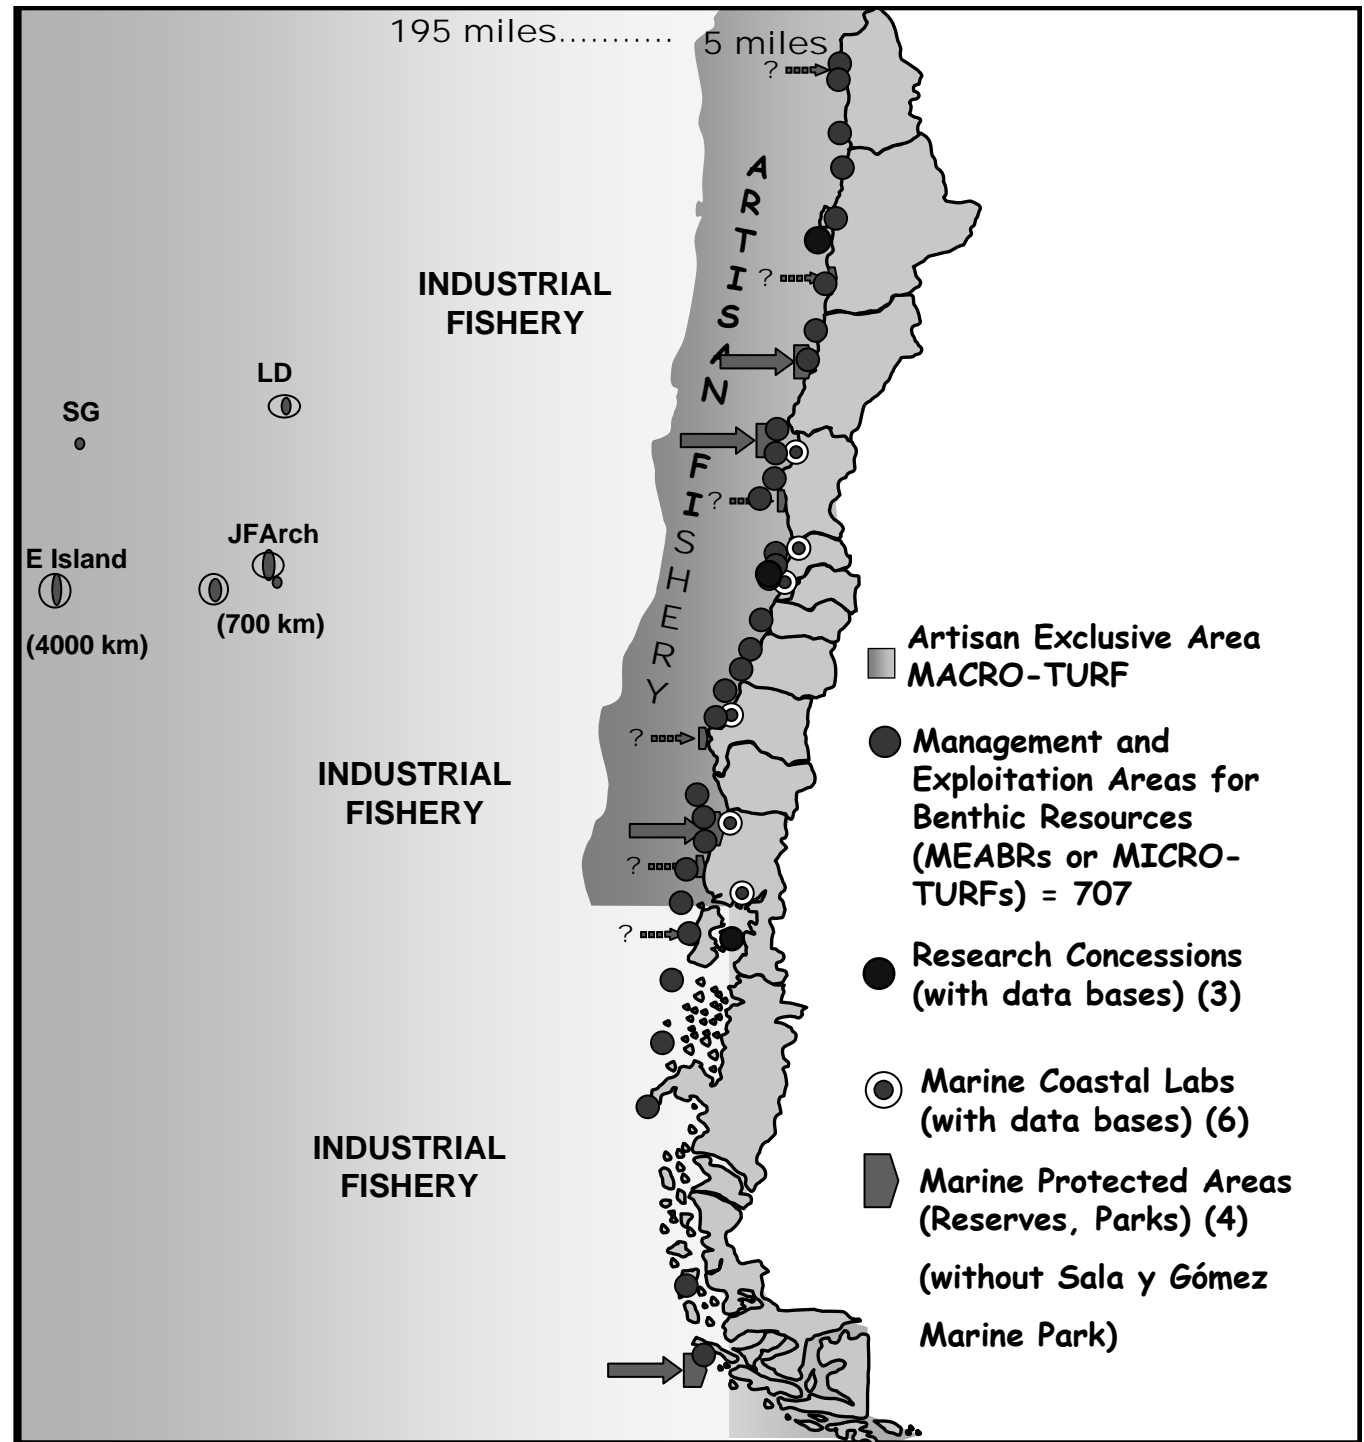 195 miles...........
5 miles
?
ARTISAN
FISHERY
?
INDUSTRIAL
FISHERY
LD
SG
?
JFArch
E Island
(700 km)
(4000 km)
?
INDUSTRIAL
FISHERY
?
?
INDUSTRIAL
FISHERY
Artisan Exclusive Area
MACRO-TURF
Management and
Exploitation Areas for
Benthic Resources
(MEABRs or MICRO-
TURFs) = 707
Research Concessions
(with data bases) (3)
Marine Coastal Labs
(with data bases) (6)
Marine Protected Areas
(Reserves, Parks) (4)
(without Sala y Gómez
Marine Park)